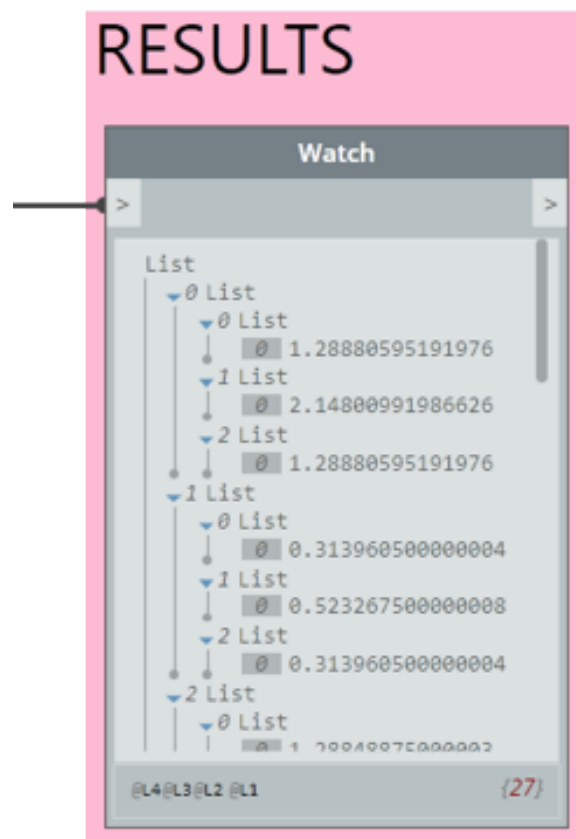 RESULTS
Watch
> >
List
0 List
0 List
0 1.28880595191976
1 List
0 2.14800991986626
2 List
0 1.28880595191976
1 List
0 List
0 0.313960500000004
1 List
0 0.523267500000008
2 List
0 0.313960500000004
2 List
0 List
@L4 @L3 @L2 @L1 {27}